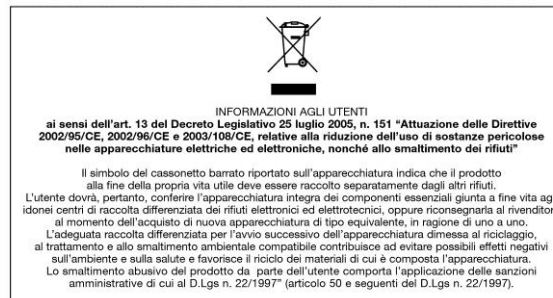 INFORMAZIONI AGLI UTENTI
ai sensi dell'art. 13 del Decreto Legislativo 25 luglio 2005, n. 151 "Attuazione delle Direttive
2002/95/CE, 2002/96/CE e 2003/108/CE, relative alla riduzione dell'uso di sostanze pericolose
nelle apparecchiature elettriche ed elettroniche, nonché allo smaltimento dei rifiuti"
Il simbolo del cassonetto barrato riportato sull'apparecchiatura indica che il prodotto
alla fine della propria vita utile deve essere raccolto separatamente dagli altri rifiuti.
L'utente dovrà, pertanto, conferire l'apparecchiatura integra dei componenti essenziali giunta a fine vita ag
idonei centri di raccolta differenziata dei rifiuti elettronici ed elettrotecnici, oppure riconsegnarla al rivenditor
al momento dell'acquisto di nuova apparecchiatura di tipo equivalente, in ragione di uno a uno.
L'adeguata raccolta differenziata per l'avvio successivo dell'apparecchiatura dimessa al riciclaggio,
al trattamento e allo smaltimento ambientale compatibile contribuisce ad evitare possibili effetti negativi
sull'ambiente e sulla salute e favorisce il riciclo dei materiali di cui è composta l'apparecchiatura.
Lo smaltimento abusivo del prodotto da parte dell'utente comporta l'applicazione delle sanzioni
amministrative di cui al D.Lgs n. 22/1997" (articolo 50 e seguenti del D.Lgs n. 22/1997).